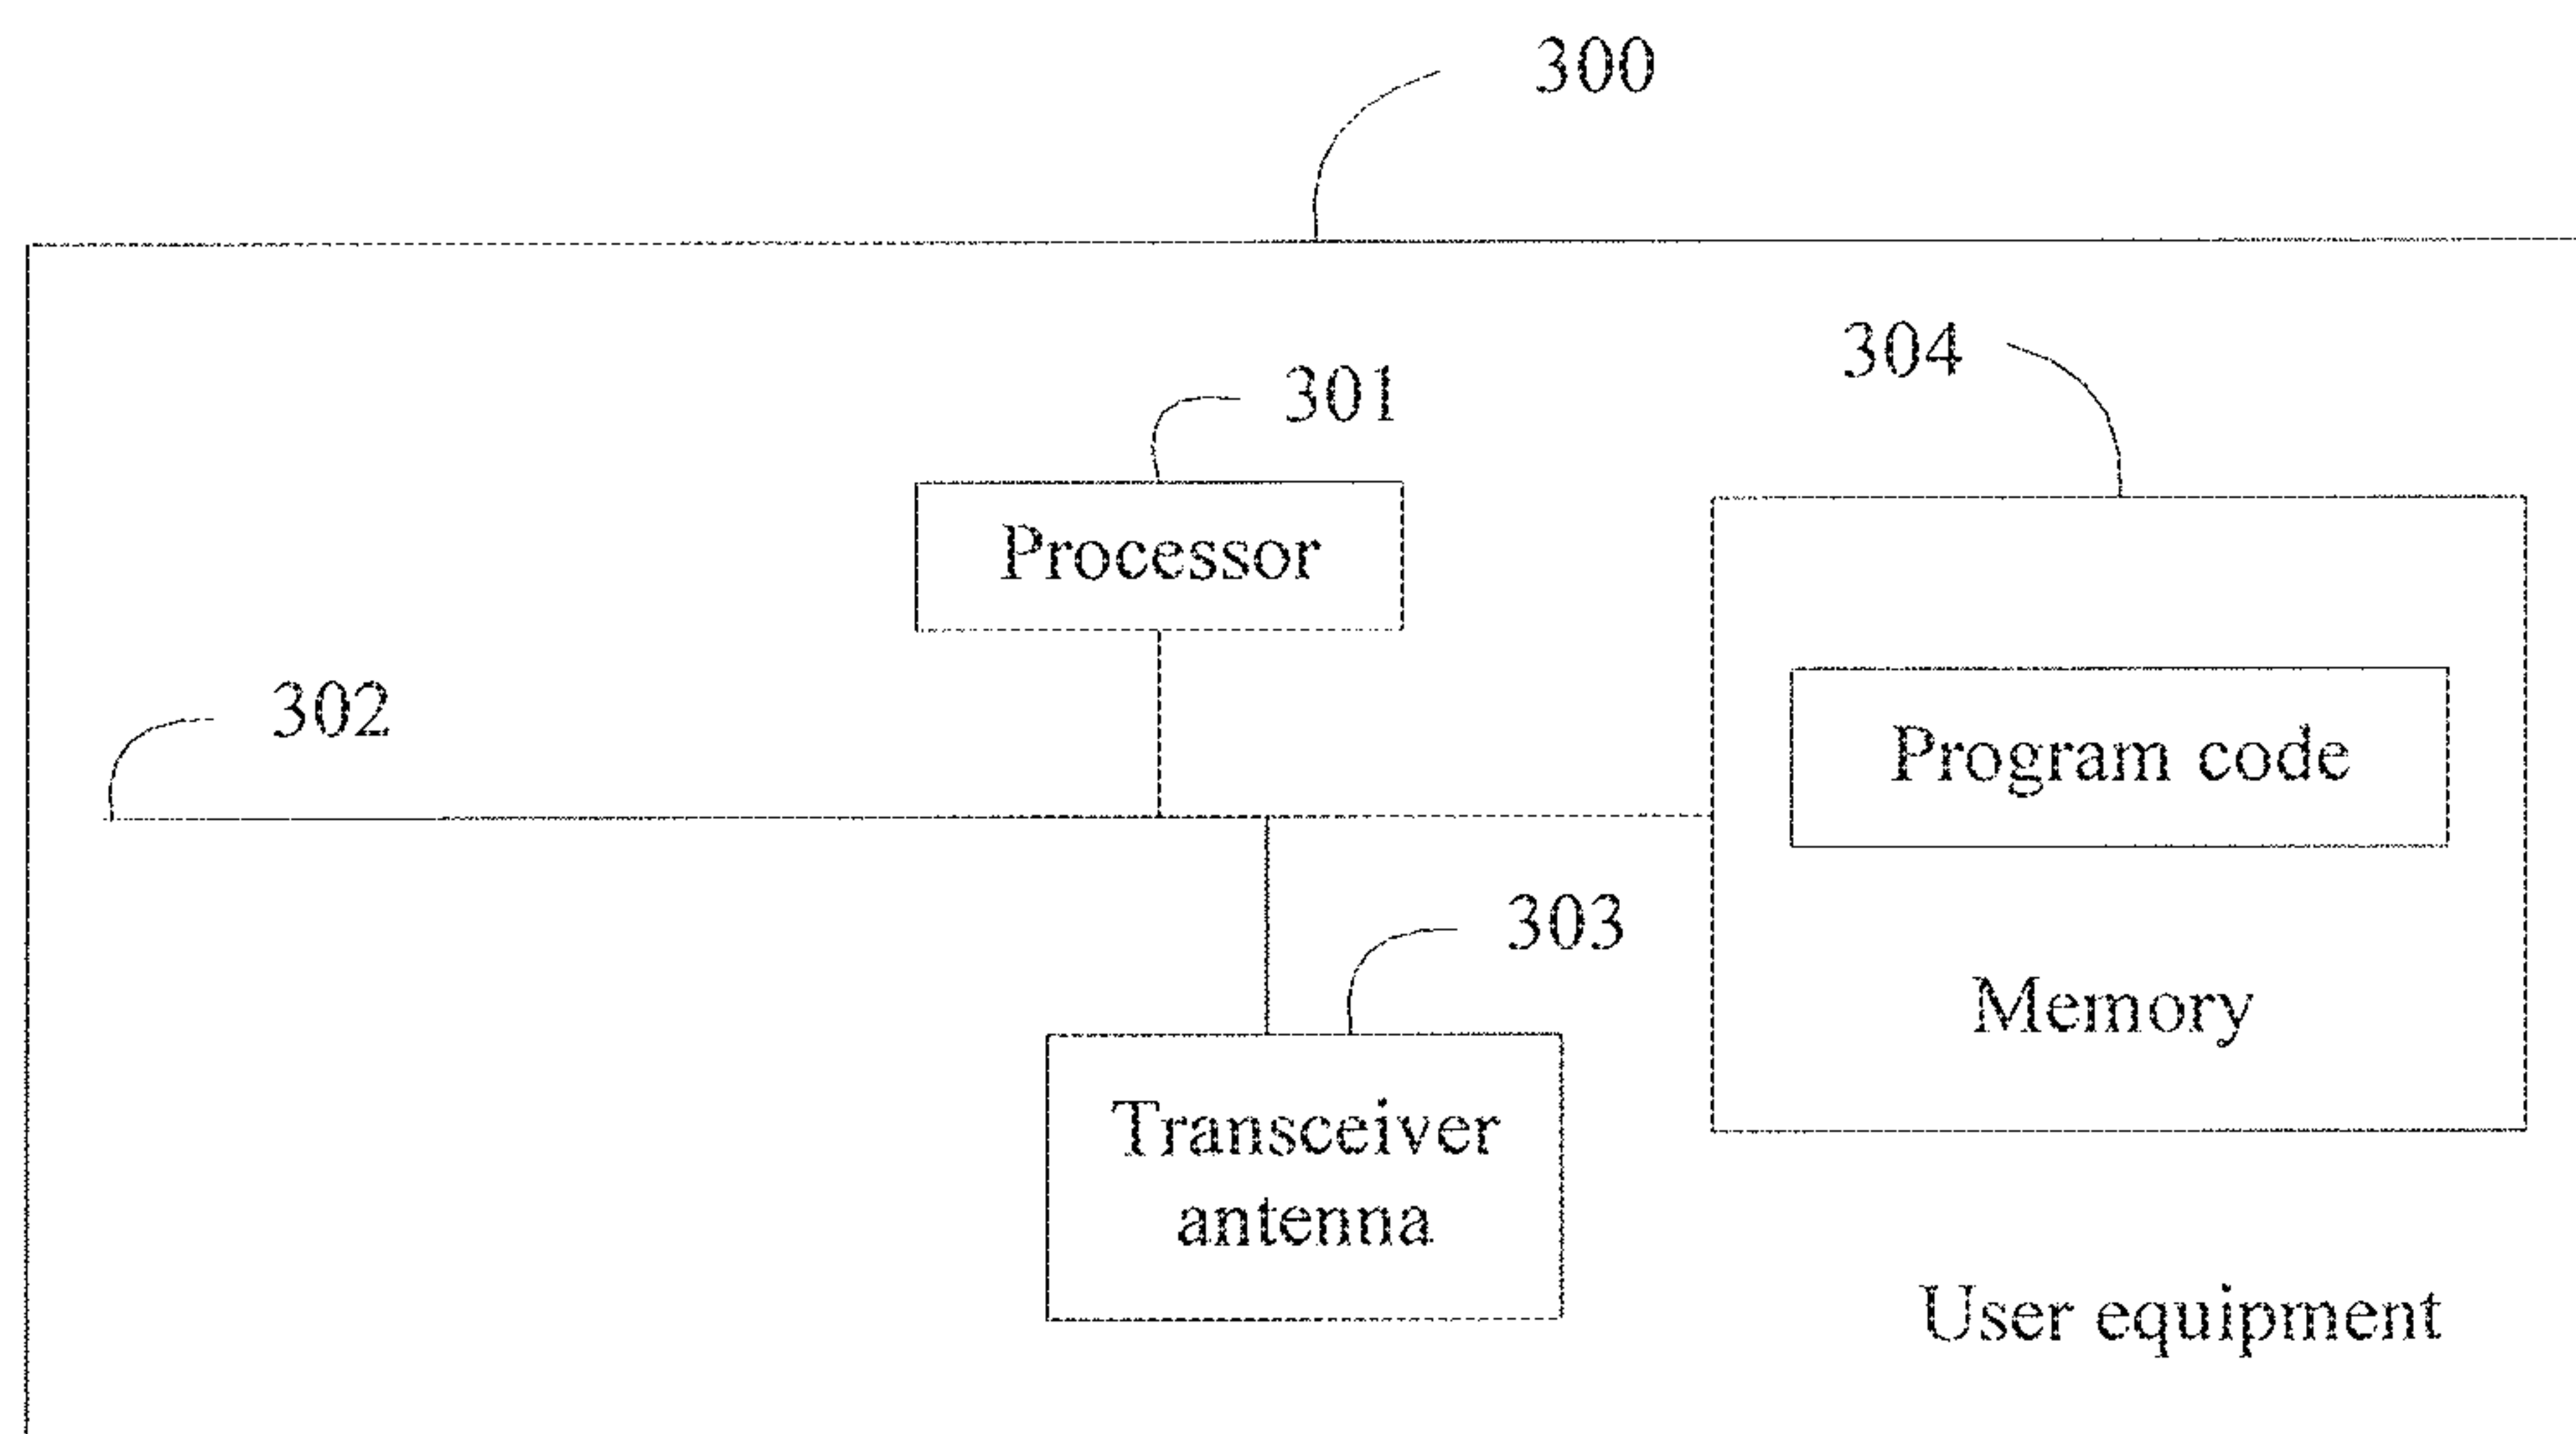 300
304
301
Processor
302
Program code
303
Memory
Transceiver
antenna
User equipment